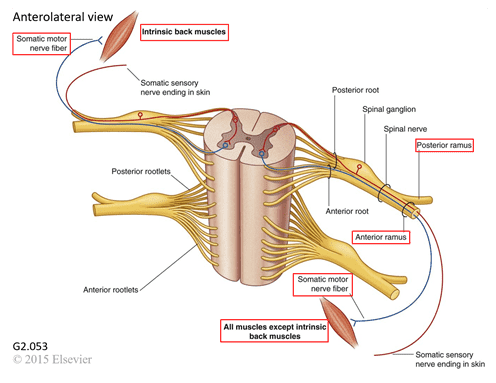 Anterolateral view
Somatic motor
nerve fiber
Intrinsic back muscles
Somatic sensory
nerve ending in skin
Posterior root
Spinal ganglion
Spinal nerve
Posterior ramus
Posterior rootlets
Anterior root
Anterior ramus
Anterior rootlets
Somatic motor
nerve fiber
All muscles except intrinsic
back muscles
Somatic sensory
nerve ending in skin
G2.053
© 2015 Elsevier